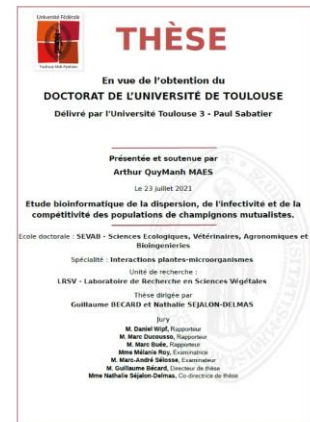 Université Fédérale
Toulouse Midi-Pyrénées
THÈSE
En vue de l'obtention du
DOCTORAT DE L'UNIVERSITÉ DE TOULOUSE
Délivré par l'Université Toulouse 3 - Paul Sabatier
Présentée et soutenue par
Arthur QuyManh MAES
Le 23 juillet 2021
Etude bioinformatique de la dispersion, de l'infectivité et de la
compétitivité des populations de champignons mutualistes.
Ecole doctorale : SEVAB - Sciences Ecologiques, Vétérinaires, Agronomiques et
Bioingenieries
Spécialité : Interactions plantes-microorganismes
Unité de recherche :
LRSV - Laboratoire de Recherche en Sciences Végétales
Thèse dirigée par
Guillaume BECARD et Nathalie SEJALON-DELMAS
Jury
M. Daniel Wipf, Rapporteur
M. Marc Ducousso, Rapporteur
M. Marc Buée, Rapporteur
Mme Mélanie Roy, Examinatrice
M. Marc-André Selosse, Examinateur
M. Guillaume Bécard, Directeur de thèse
Mme Nathalie Séjalon-Delmas, Co-directrice de thèse